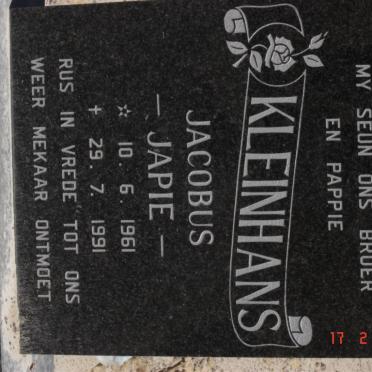 MY SEUN ONS BROER
EN PAPPIE
KLEINHANS
JACOBUS
— JAPIE —
☆ 10. 6. 1961
+ 29. 7. 1991
RUS IN VREDE TOT ONS
WEER MEKAAR ONTMOET
17 2